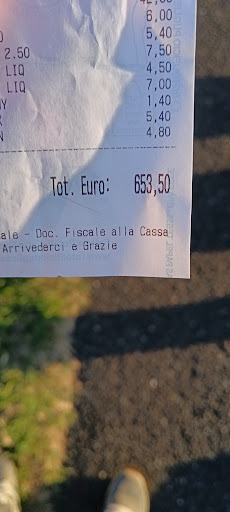 6,00
5,40
2.50 7,50
LIQ 4,50
LIQ 7,00
1,40
5,40
4,80
Tot. Euro: 653,50
ale - Doc. Fiscale alla Cassa
Arrivederci e Grazie